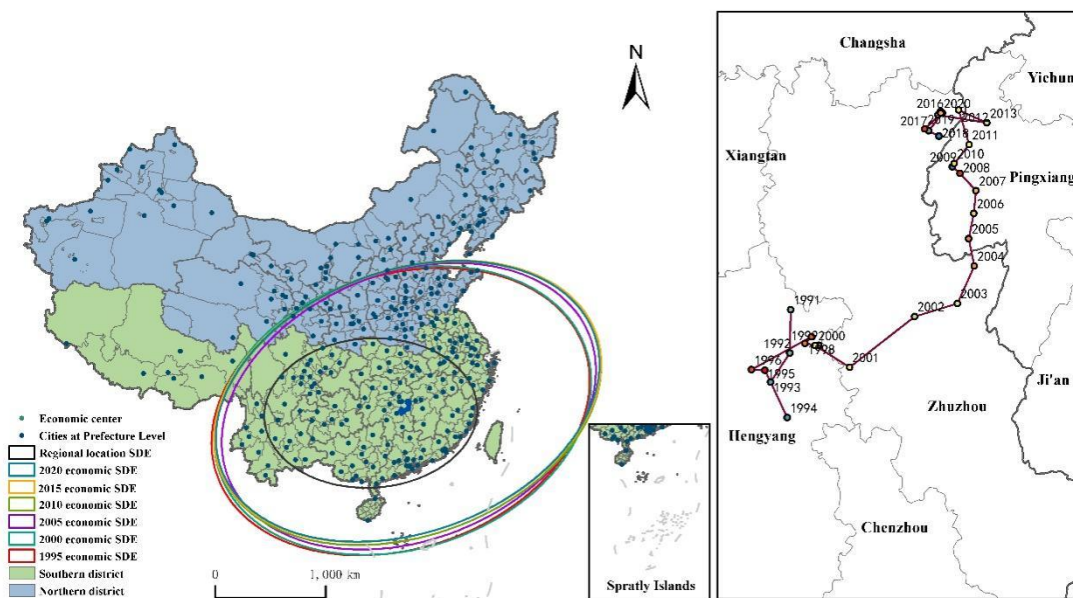 N
Economic center
Cities at Prefecture Level
Regional location SDE
2020 economic SDE
2015 economic SDE
2010 economic SDE
2005 economic SDE
2000 economic SDE
1995 economic SDE
Southern district
Northern district
0 1,000 km
Spratly Islands
Changsha
Yichun
2016 2020
2012 2013
2017 2019
2018
2011
Xiangtan
2010
2009
2008
Pingxiang
2007
2006
2005
2004
2003
1991
2002
1999 2000
1992
1998
2001
1996
1995
1993
Ji'an
Zhuzhou
1994
Hengyang
Chenzhou